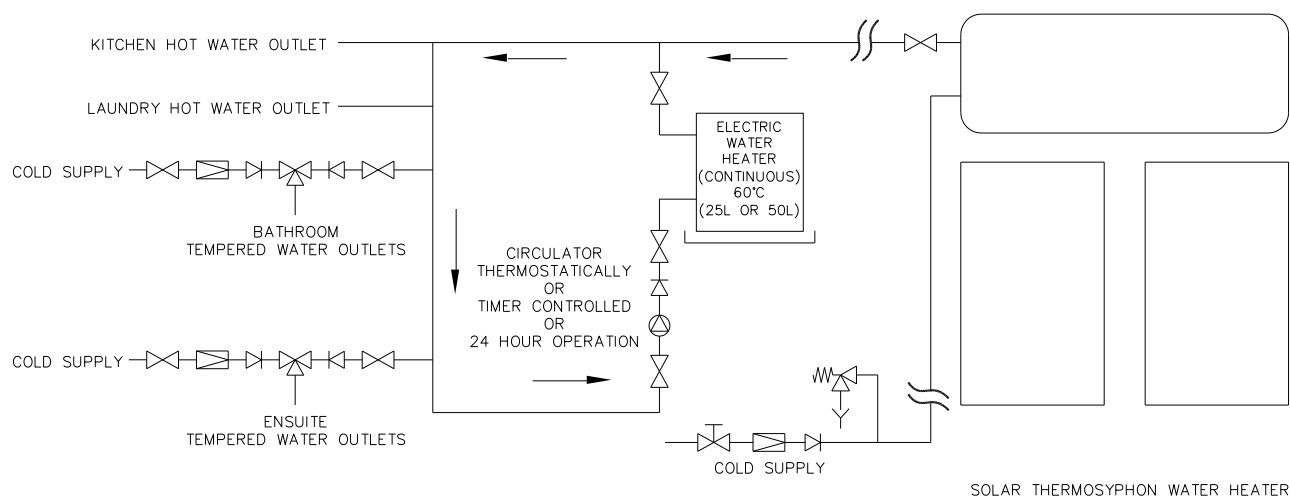 KITCHEN HOT WATER OUTLET
LAUNDRY HOT WATER OUTLET
COLD SUPPLY
BATHROOM
TEMPERED WATER OUTLETS
ELECTRIC
WATER
HEATER
(CONTINUOUS)
60°C
(25L OR 50L)
CIRCULATOR
THERMOSTATICALLY
OR
TIMER CONTROLLED
OR
24 HOUR OPERATION
COLD SUPPLY
ENSUITE
TEMPERED WATER OUTLETS
COLD SUPPLY
SOLAR THERMOSYPHON WATER HEATER